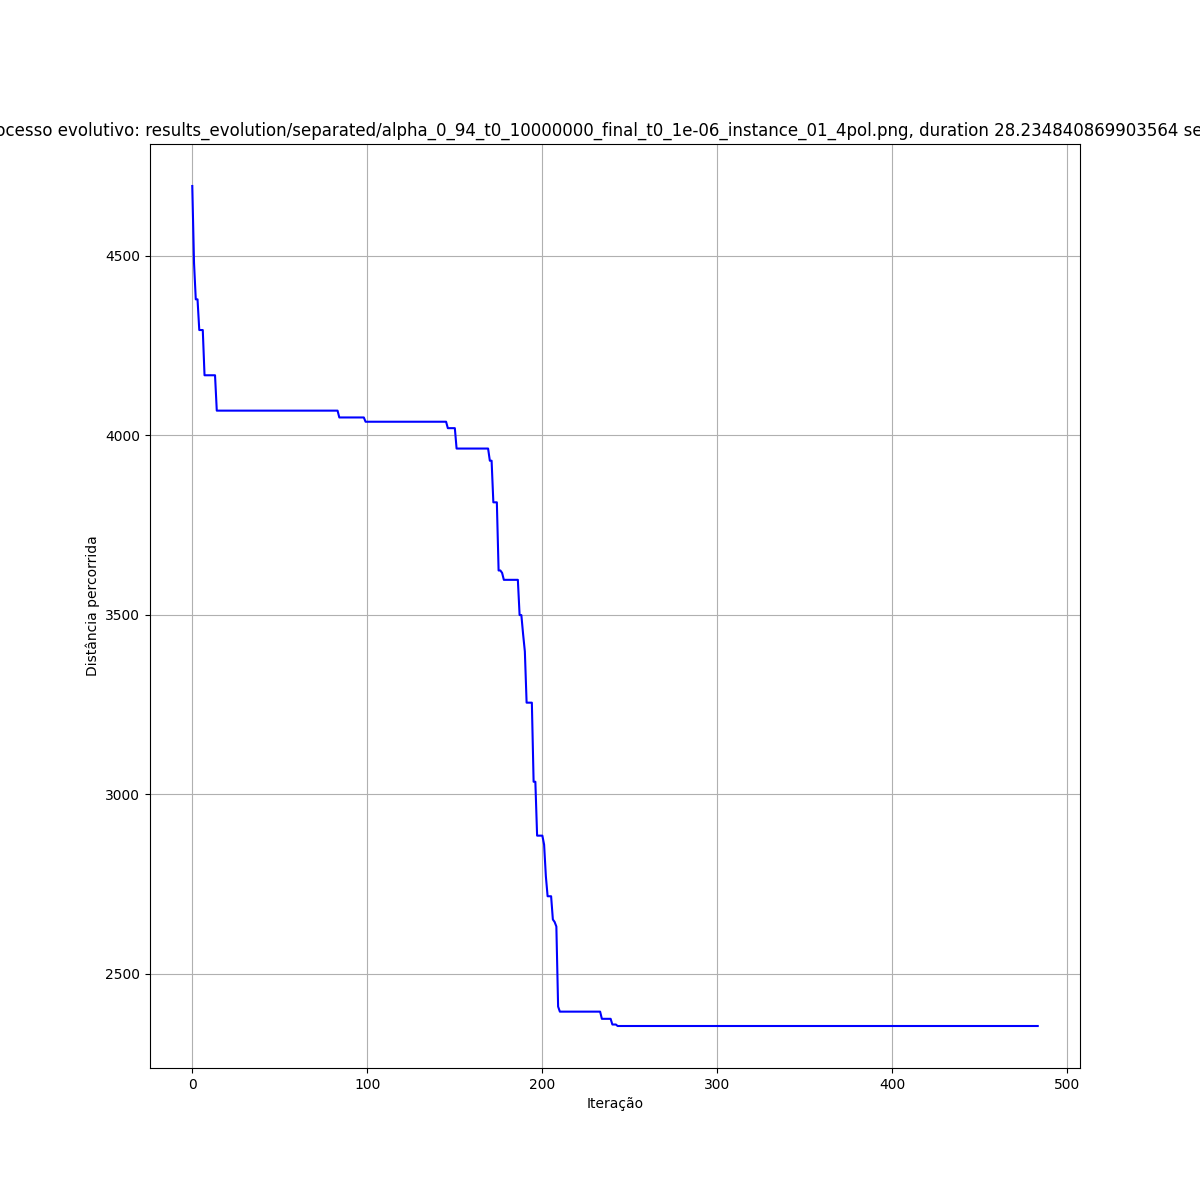 ocesso evolutivo: results_evolution/separated/alpha_0_94_t0_10000000_final_t0_1e-06_instance_01_4pol.png, duration 28.234840869903564 se
4500
4000
3500
3000
2500
Distância percorrida
0 100 200 300 400 500
Iteração